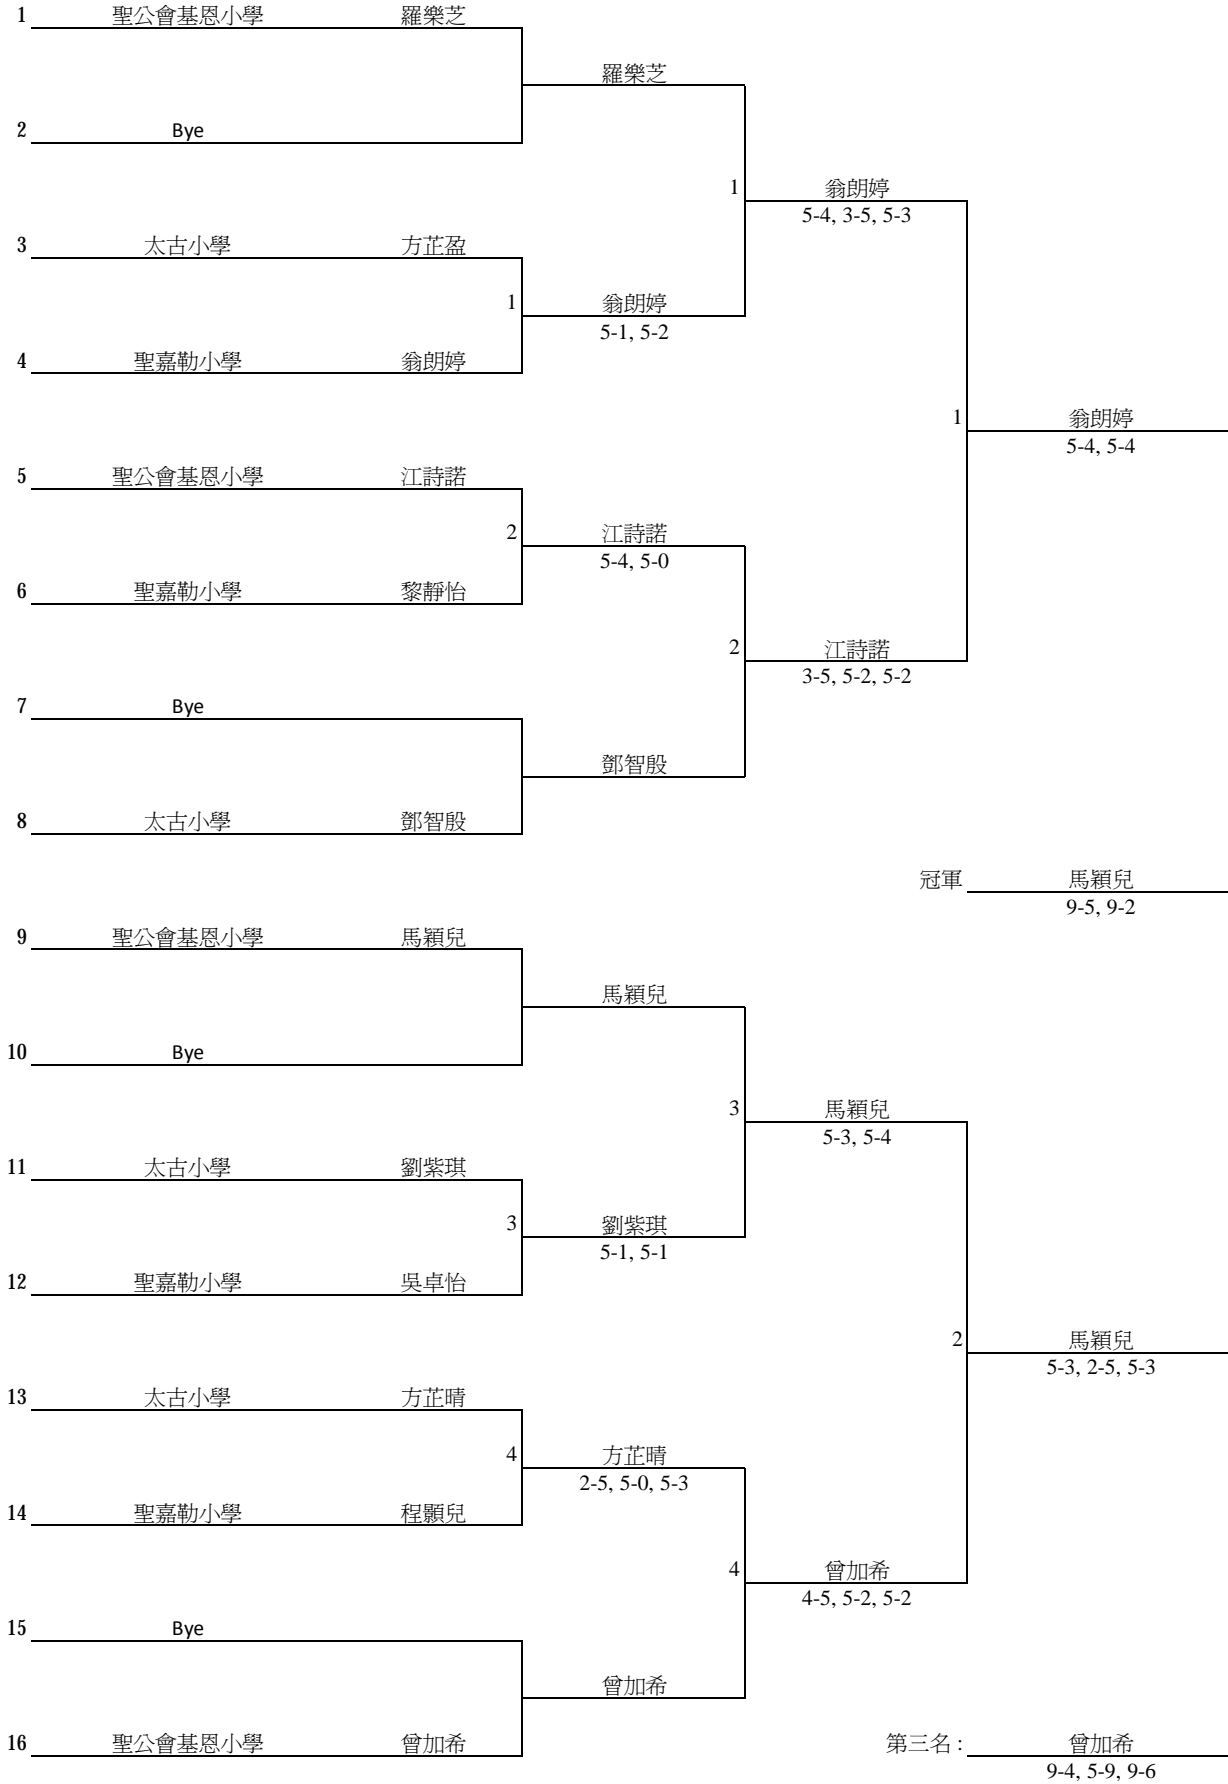 1 聖公會基恩小學 羅樂芝
羅樂芝
2 Bye
1 翁朗婷
5-4, 3-5, 5-3
3 太古小學 方芷盈
1 翁朗婷
5-1, 5-2
4 聖嘉勒小學 翁朗婷
1 翁朗婷
5-4, 5-4
5 聖公會基恩小學 江詩諾
2 江詩諾
5-4, 5-0
6 聖嘉勒小學 黎靜怡
2 江詩諾
3-5, 5-2, 5-2
7 Bye
鄧智殷
8 太古小學 鄧智殷
冠軍 馬穎兒
9-5, 9-2
9 聖公會基恩小學 馬穎兒
馬穎兒
10 Bye
3 馬穎兒
5-3, 5-4
11 太古小學 劉紫琪
3 劉紫琪
5-1, 5-1
12 聖嘉勒小學 吳卓怡
2 馬穎兒
5-3, 2-5, 5-3
13 太古小學 方芷晴
4 方芷晴
2-5, 5-0, 5-3
14 聖嘉勒小學 程顥兒
4 曾加希
4-5, 5-2, 5-2
15 Bye
曾加希
16 聖公會基恩小學 曾加希
第三名 : 曾加希
9-4, 5-9, 9-6